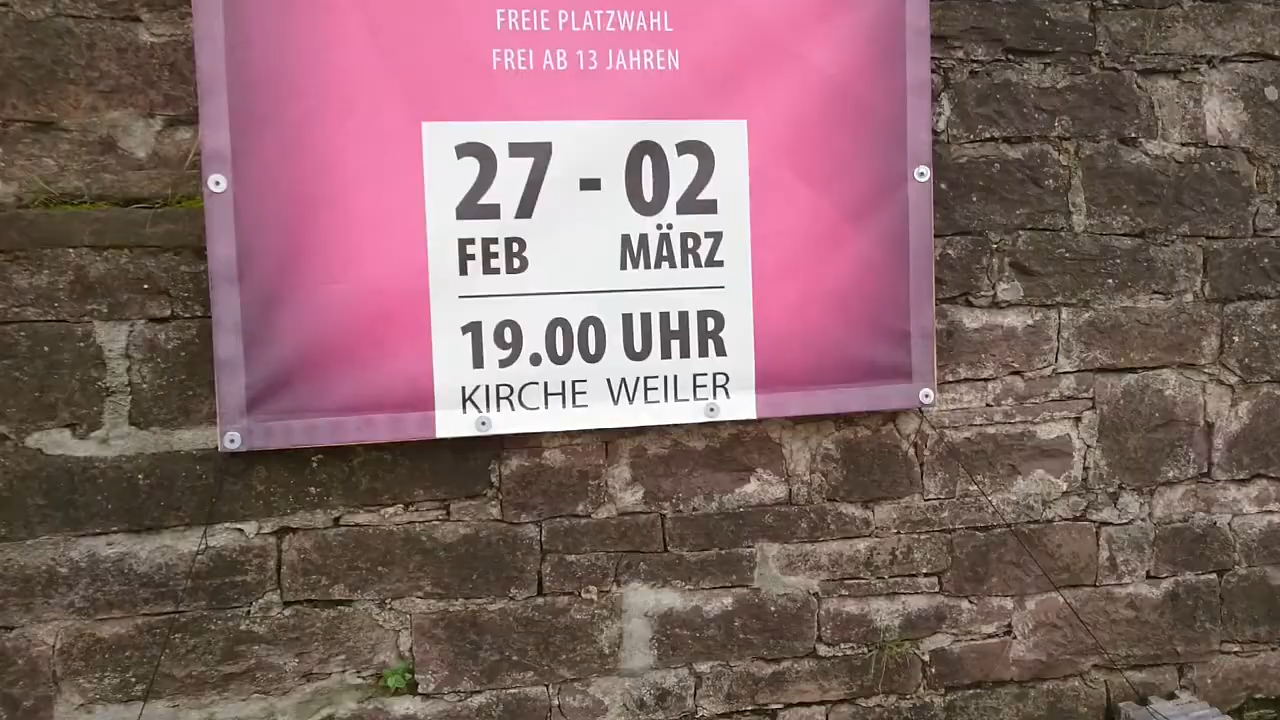 FREIE PLATZWAHL
FREI AB 13 JAHREN
27 - 02
FEB MÄRZ
19.00 UHR
KIRCHE WEILER